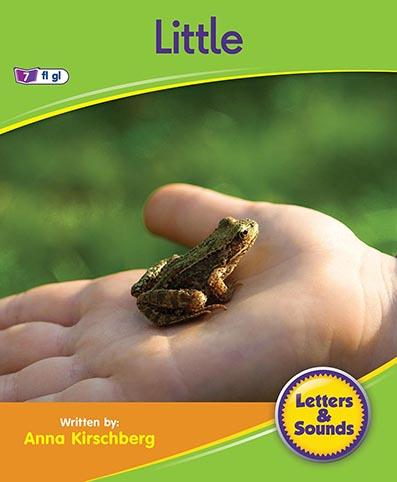 Little
7 fl gl
Written by:
Anna Kirschberg
Letters
&
Sounds